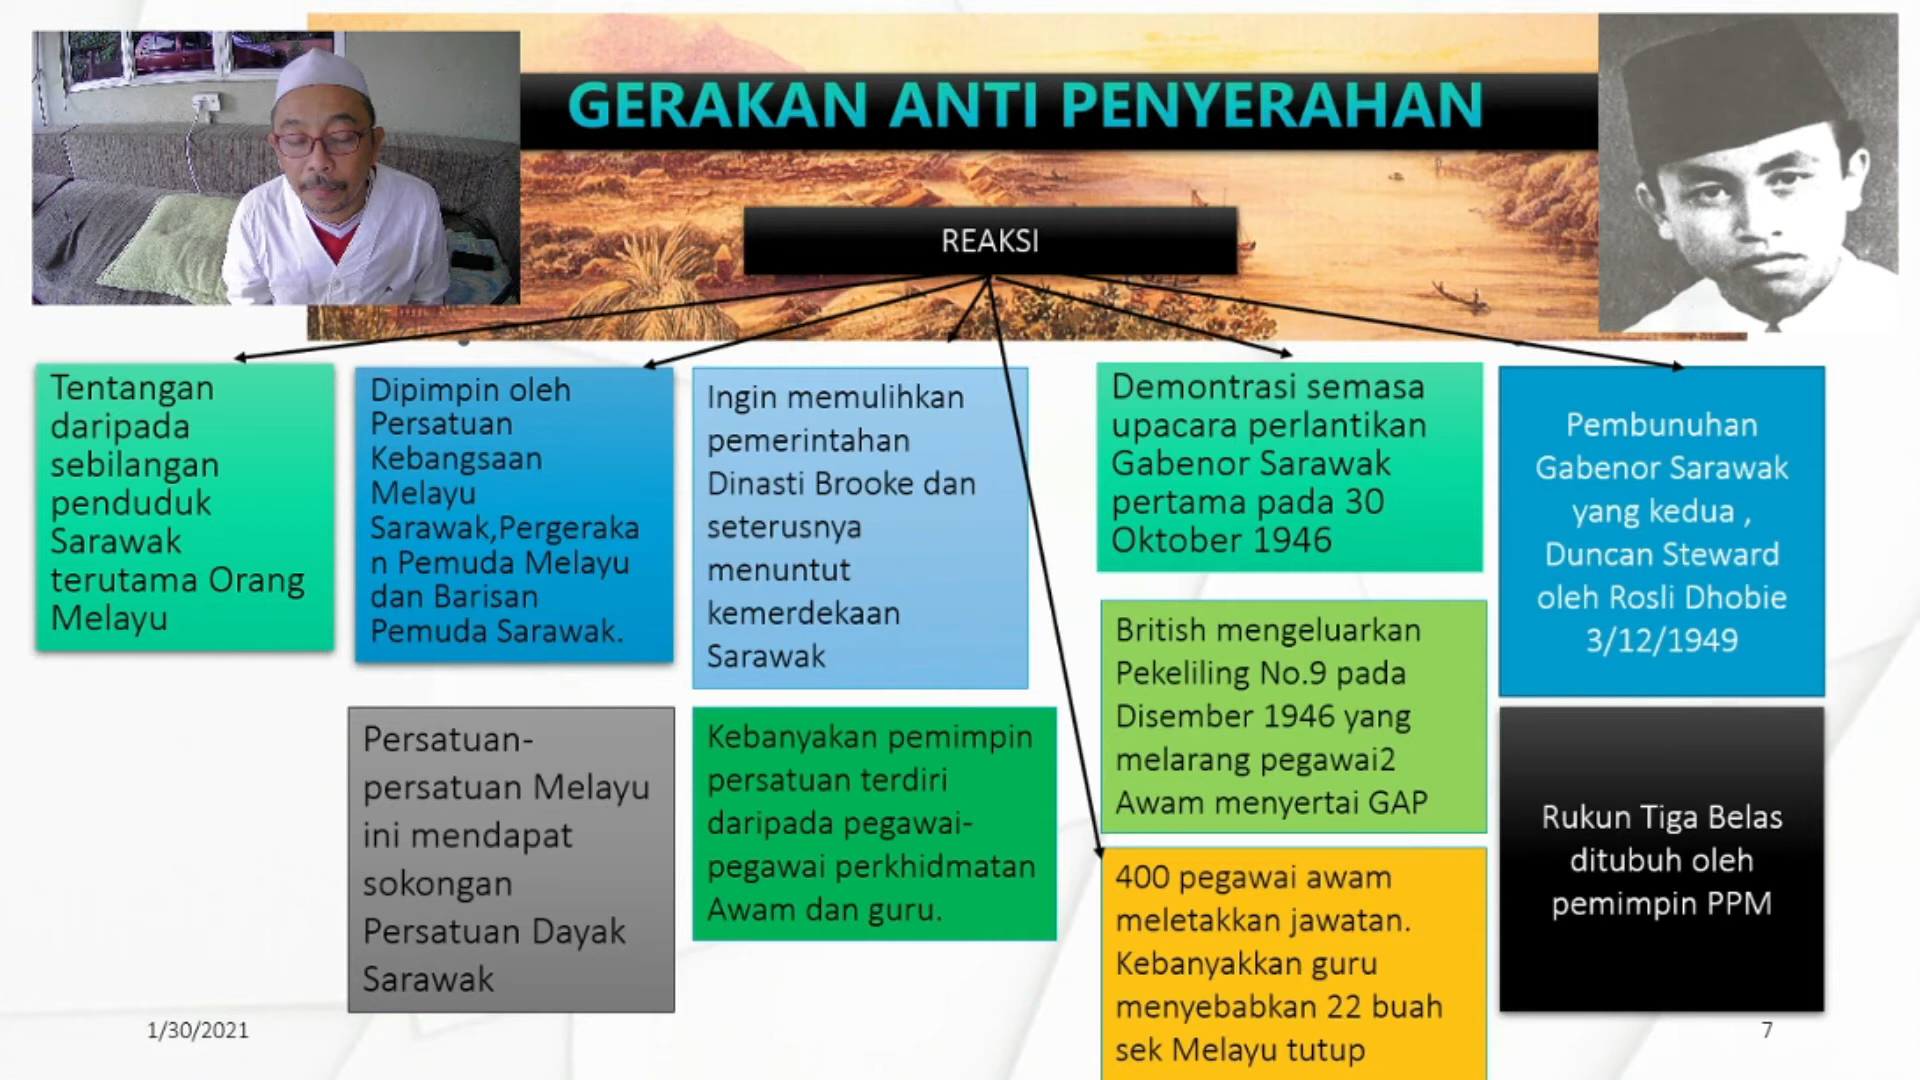 GERAKAN ANTI PENYERAHAN
REAKSI
Tentangan
daripada
sebilangan
penduduk
Sarawak
terutama Orang
Melayu
Dipimpin oleh
Persatuan
Kebangsaan
Melayu
Sarawak,Pergeraka
n Pemuda Melayu
dan Barisan
Pemuda Sarawak.
Ingin memulihkan
pemerintahan
Dinasti Brooke dan
seterusnya
menuntut
kemerdekaan
Sarawak
Demontrasi semasa
upacara perlantikan
Gabenor Sarawak
pertama pada 30
Oktober 1946
Pembunuhan
Gabenor Sarawak
yang kedua ,
Duncan Steward
oleh Rosli Dhobie
3/12/1949
Persatuan-
persatuan Melayu
ini mendapat
sokongan
Persatuan Dayak
Sarawak
Kebanyakan pemimpin
persatuan terdiri
daripada pegawai-
pegawai perkhidmatan
Awam dan guru.
British mengeluarkan
Pekeliling No.9 pada
Disember 1946 yang
melarang pegawai2
Awam menyertai GAP
400 pegawai awam
meletakkan jawatan.
Kebanyakkan guru
menyebabkan 22 buah
sek Melayu tutup
Rukun Tiga Belas
ditubuh oleh
pemimpin PPM
1/30/2021
7